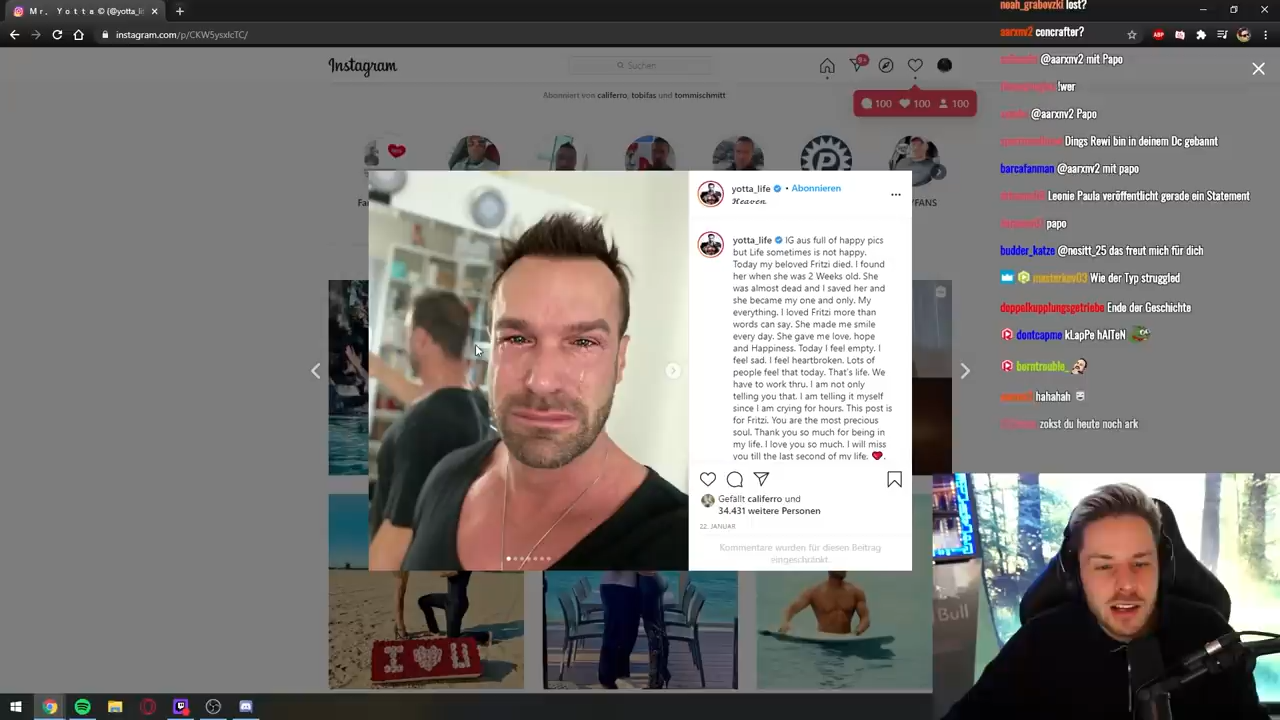 Mr. Yotta © (@yotta_lif
instagram.com/p/CKW5ysxlcTC/
ABP
Instagram
Suchen
9+
Abonniert von califerro, tobifas und tommischmitt
100 100 100
yotta_life • Abonnieren
Heaven.
yotta_life IG aus full of happy pics
but Life sometimes is not happy.
Today my beloved Fritzi died. I found
her when she was 2 Weeks old. She
was almost dead and I saved her and
she became my one and only. My
everything. I loved Fritzi more than
words can say. She made me smile
every day. She gave me love, hope
and Happiness. Today I feel empty. I
feel sad. I feel heartbroken. Lots of
people feel that today. That's life. We
have to work thru. I am not only
telling you that. I am telling it myself
since I am crying for hours. This post is
for Fritzi. You are the most precious
soul. Thank you so much for being in
my life. I love you so much. I will miss
you till the last second of my life. ❤️.
Gefällt califerro und
34.431 weitere Personen
22. JANUAR
Kommentare wurden für diesen Beitrag
eingeschränkt.
/FANS
I U
Bull
noah_grabovzki lost?
aarxnv2 concrafter?
@aarxnv2 mit Papo
!wer
@aarxnv2 Papo
Dings Rewi bin in deinem Dc gebannt
barcafanman @aarxnv2 mit papo
Leonie Paula veröffentlicht gerade ein Statement
papo
budder_katze @nositt_25 das freut mich für dich
masterkev03 Wie der Typ struggled
doppelkupplungsgetriebe Ende der Geschichte
dontcapme kLapPe hAlTeN
borntrouble_
hahahah
zokst du heute noch ark